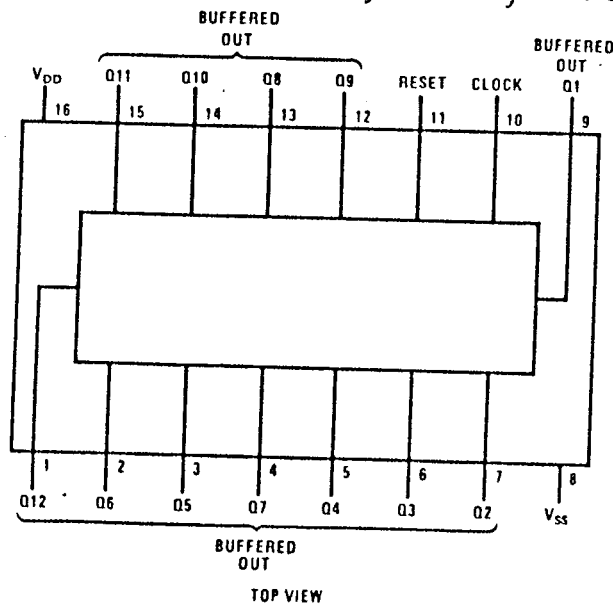 BUFFERED
OUT
BUFFERED
OUT
VDD Q11 Q10 Q8 Q9 RESET CLOCK Q1
16 15 14 13 12 11 10 9
1 2 3 4 5 6 7 8
Q12 Q6 Q5 Q7 Q4 Q3 Q2 VSS
BUFFERED
OUT
TOP VIEW